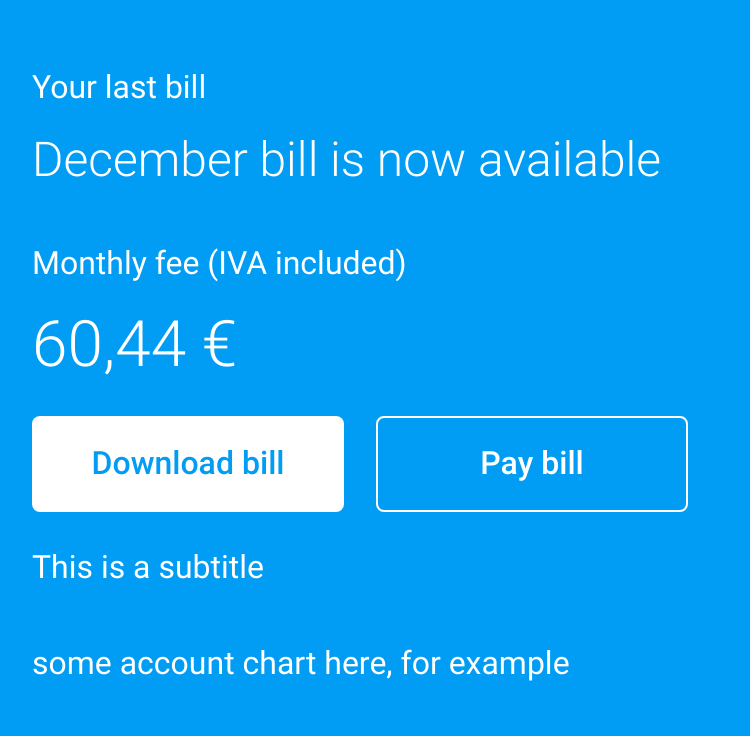 Your last bill
December bill is now available
Monthly fee (IVA included)
60,44 €
Download bill
Pay bill
This is a subtitle
some account chart here, for example